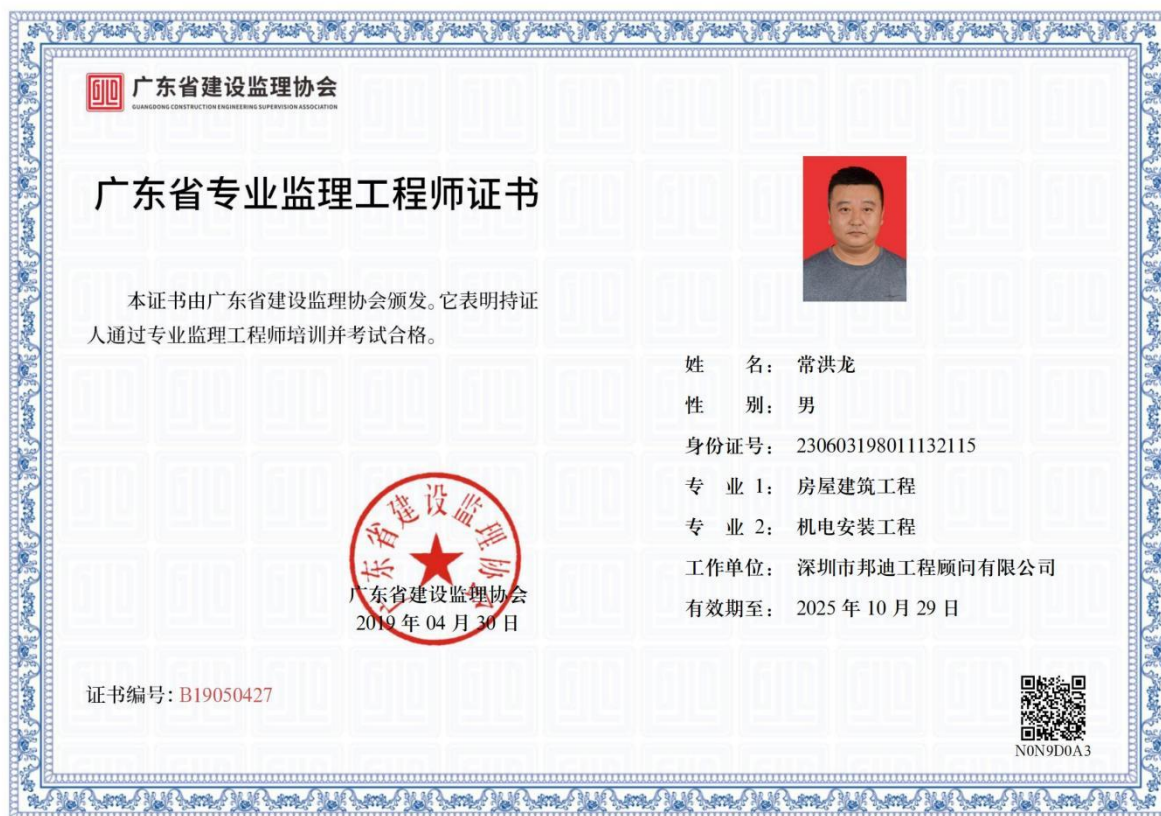 广东省建设监理协会
GUANGDONG CONSTRUCTION ENGINEERING SUPERVISION ASSOCIATION
广东省专业监理工程师证书
本证书由广东省建设监理协会颁发。它表明持证
人通过专业监理工程师培训并考试合格。
姓 名： 常洪龙
性 别： 男
身份证号： 230603198011132115
专 业 1： 房屋建筑工程
专 业 2： 机电安装工程
工作单位： 深圳市邦迪工程顾问有限公司
有效期至： 2025 年 10 月 29 日
广东省建设监理协会
广东省建设监理协会
2019 年 04 月 30 日
证书编号：B19050427
N0N9D0A3